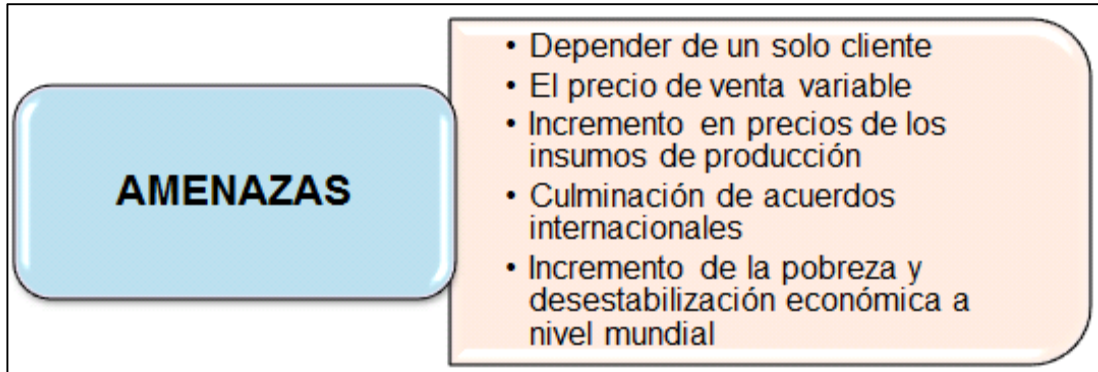 AMENAZAS
• Depender de un solo cliente
• El precio de venta variable
• Incremento en precios de los
insumos de producción
• Culminación de acuerdos
internacionales
• Incremento de la pobreza y
desestabilización económica a
nivel mundial